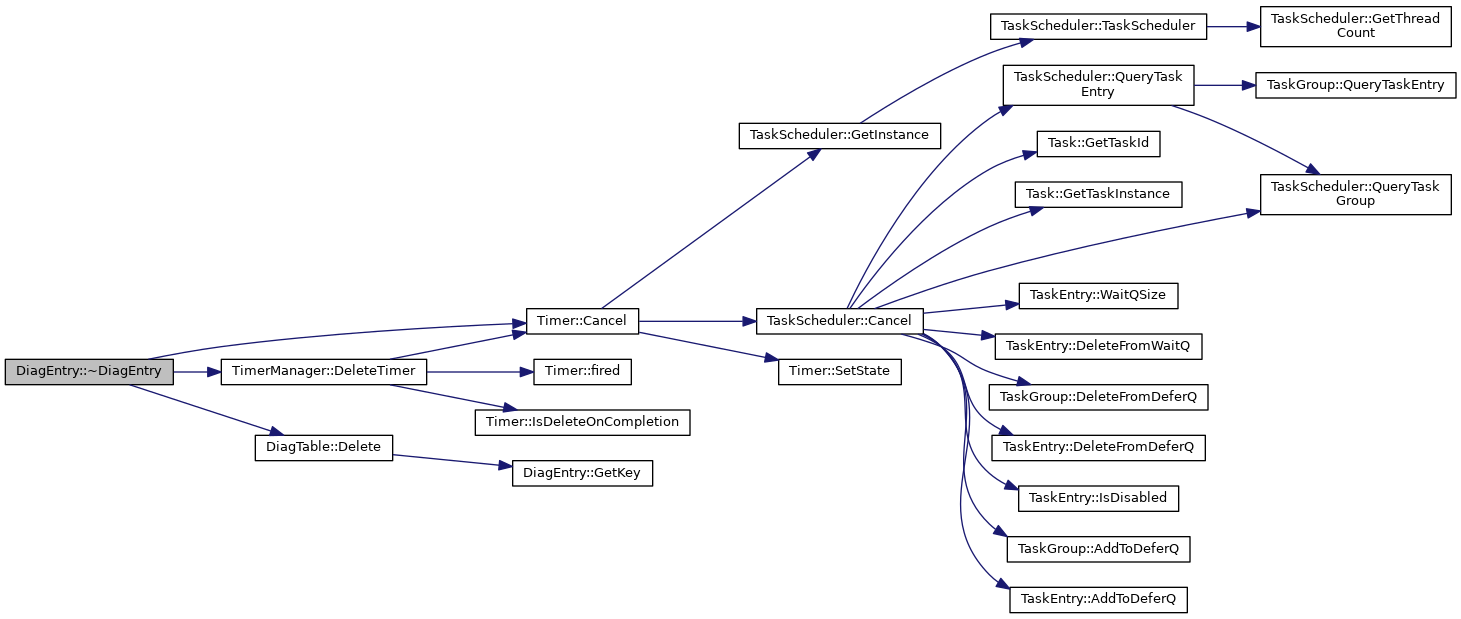 TaskScheduler::TaskScheduler
TaskScheduler::GetThread
Count
TaskScheduler::QueryTask
Entry
TaskGroup::QueryTaskEntry
TaskScheduler::GetInstance
Task::GetTaskId
Task::GetTaskInstance
TaskScheduler::QueryTask
Group
TaskEntry::WaitQSize
Timer::Cancel
TaskScheduler::Cancel
TaskEntry::DeleteFromWaitQ
DiagEntry::~DiagEntry
TimerManager::DeleteTimer
Timer::fired
Timer::SetState
TaskGroup::DeleteFromDeferQ
Timer::IsDeleteOnCompletion
DiagTable::Delete
TaskEntry::DeleteFromDeferQ
DiagEntry::GetKey
TaskEntry::IsDisabled
TaskGroup::AddToDeferQ
TaskEntry::AddToDeferQ